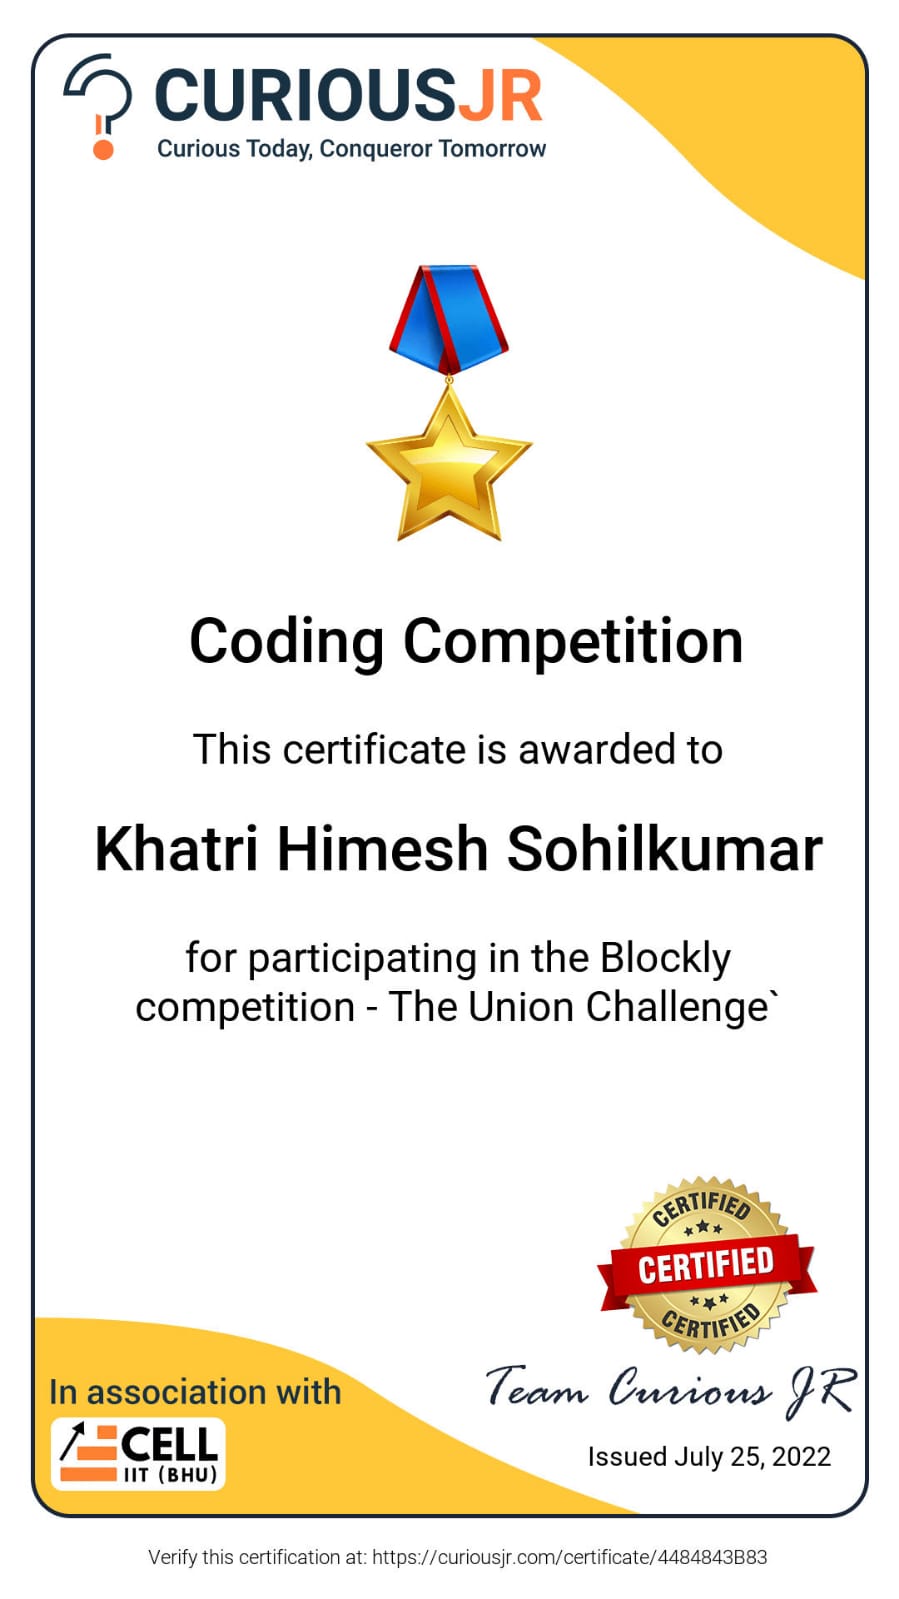 CURIOUSJR
Curious Today, Conqueror Tomorrow
Coding Competition
This certificate is awarded to
Khatri Himesh Sohilkumar
for participating in the Blockly
competition - The Union Challenge`
CERTIFIED
CERTIFIED
CERTIFIED
In association with
Team Curious JR
ECELL
IIT (BHU)
Issued July 25, 2022
Verify this certification at: https://curiousjr.com/certificate/4484843B83